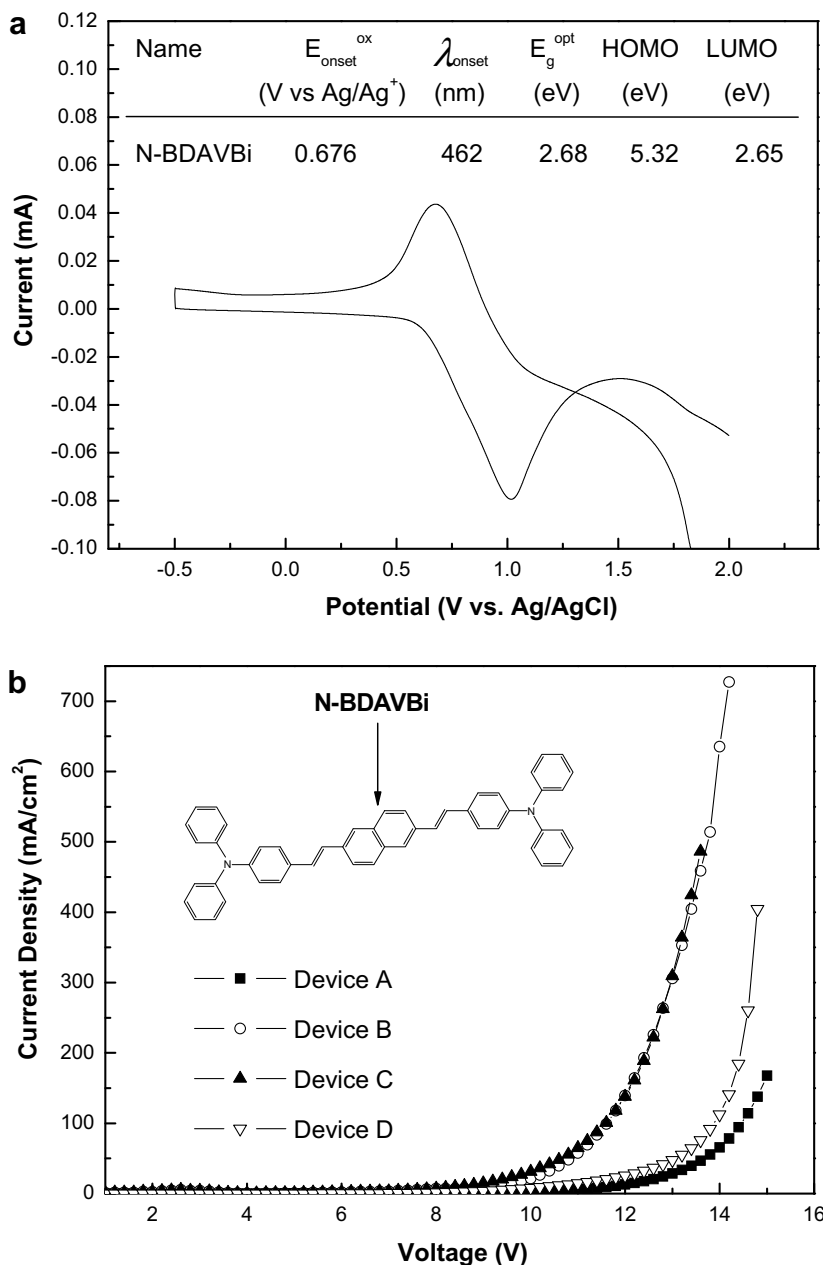 a
Name E_onset^ox λ_onset E_g^opt HOMO LUMO
(V vs Ag/Ag⁺) (nm) (eV) (eV) (eV)
N-BDAVBi 0.676 462 2.68 5.32 2.65
0.12
0.10
0.08
0.06
0.04
0.02
0.00
-0.02
-0.04
-0.06
-0.08
-0.10
Current (mA)
-0.5 0.0 0.5 1.0 1.5 2.0
Potential (V vs. Ag/AgCl)
b
N-BDAVBi
N
N
700
600
500
400
300
200
100
0
Current Density (mA/cm²)
Device A
Device B
Device C
Device D
2 4 6 8 10 12 14 16
Voltage (V)